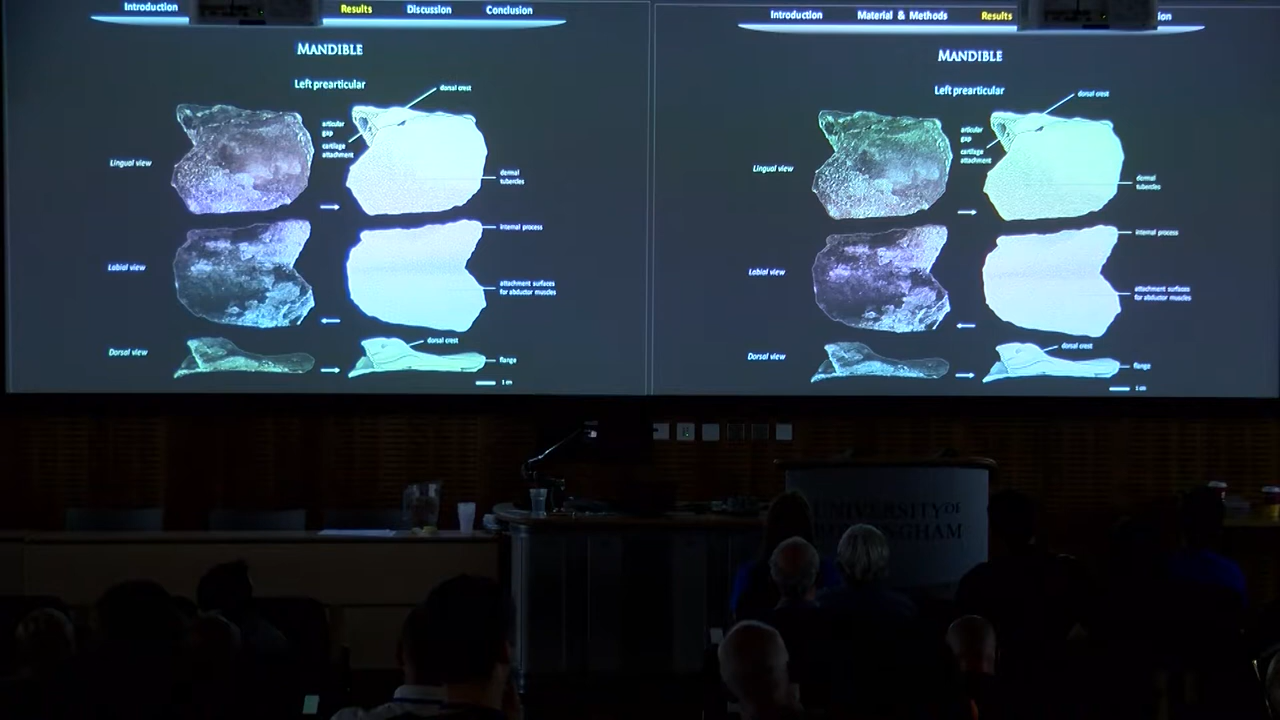 Introduction
Results
Discussion
Conclusion
MANDIBLE
Left prearticular
dorsal crest
articular
gap
cartilage
attachment
Lingual view
dermal
tubercles
internal process
Labial view
attachment surfaces
for abductor muscles
Dorsal view
dorsal crest
flange
1 cm
Introduction
Material & Methods
Results
MANDIBLE
Left prearticular
dorsal crest
articular
gap
cartilage
attachment
Lingual view
dermal
tubercles
internal process
Labial view
attachment surfaces
for abductor muscles
Dorsal view
dorsal crest
flange
1 cm
UNIVERSITY OF